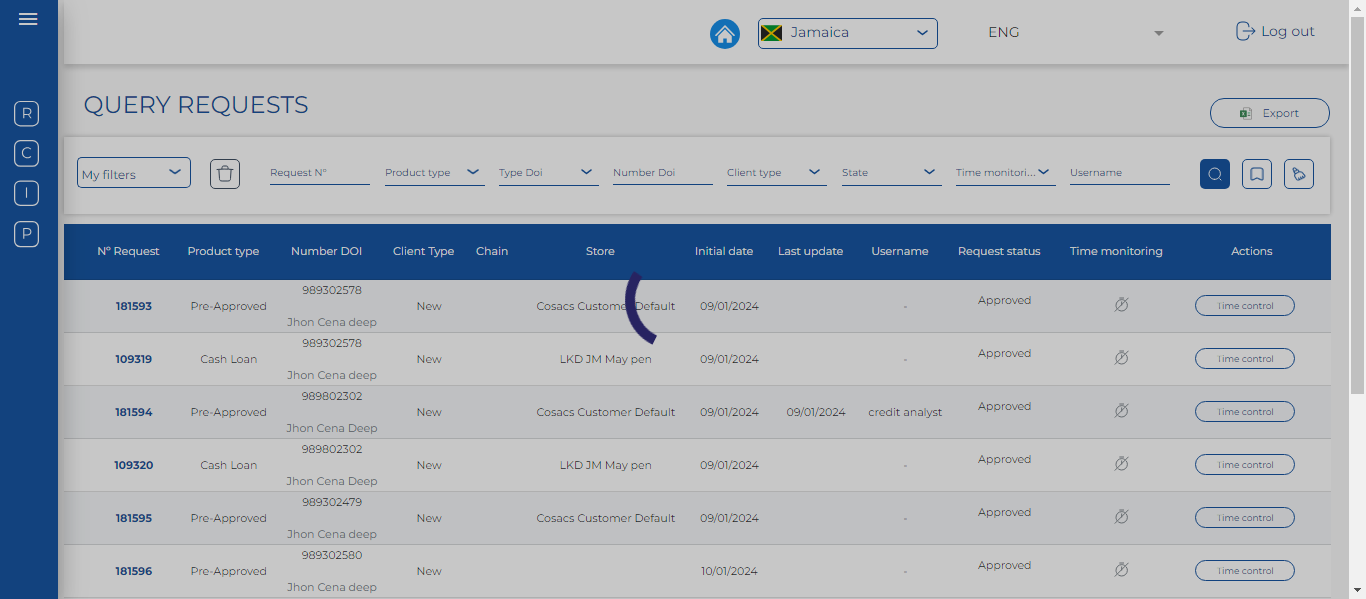 Jamaica
ENG
Log out
R
C
I
P
QUERY REQUESTS
Export
My filters
Request N°
Product type
Type Doi
Number Doi
Client type
State
Time monitori...
Username
N° Request Product type Number DOI Client Type Chain Store Initial date Last update Username Request status Time monitoring Actions
181593 Pre-Approved 989302578 New Cosacs Customer Default 09/01/2024 - Approved Time control
Jhon Cena deep
109319 Cash Loan 989302578 New LKD JM May pen 09/01/2024 - Approved Time control
Jhon Cena deep
181594 Pre-Approved 989802302 New Cosacs Customer Default 09/01/2024 09/01/2024 credit analyst Approved Time control
Jhon Cena Deep
109320 Cash Loan 989802302 New LKD JM May pen 09/01/2024 - Approved Time control
Jhon Cena Deep
181595 Pre-Approved 989302479 New Cosacs Customer Default 09/01/2024 - Approved Time control
Jhon Cena deep
181596 Pre-Approved 989302580 New 10/01/2024 - Approved Time control
Jhon Cena deep